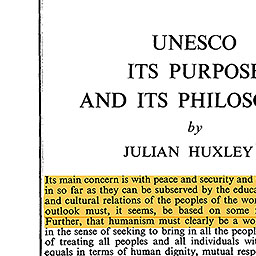 UNESCO
ITS PURPOSE
AND ITS PHILOSO
by
JULIAN HUXLEY
Its main concern is with peace and security and
in so far as they can be subserved by the educa
and cultural relations of the peoples of the wor
outlook must, it seems, be based on some
Further, that humanism must clearly be a wo
in the sense of seeking to bring in all the peopl
of treating all peoples and all individuals wi
equals in terms of human dignity, mutual resp